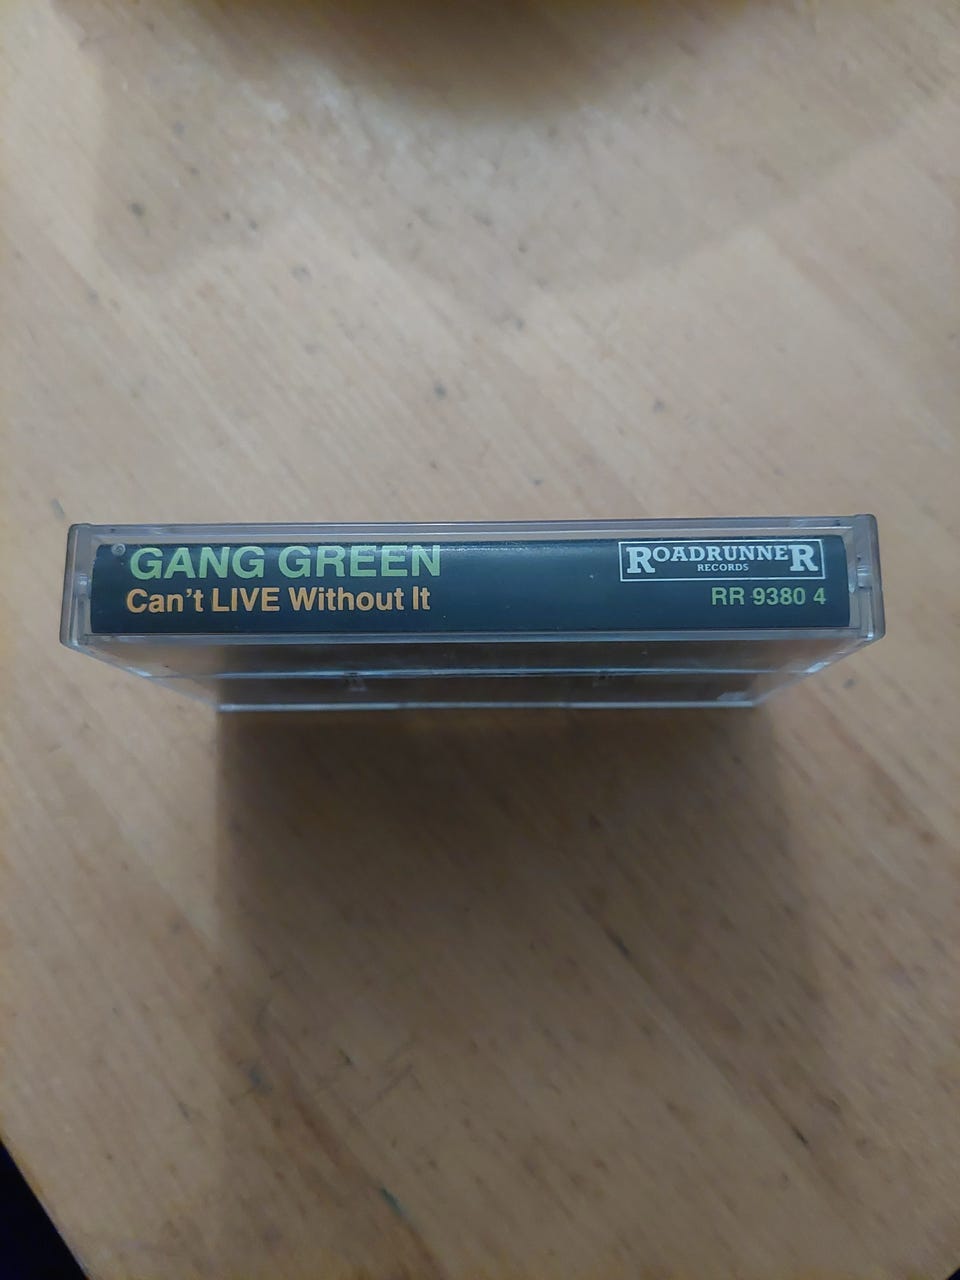 GANG GREEN
Can't LIVE Without It
ROADRUNNER
RECORDS
RR 9380 4